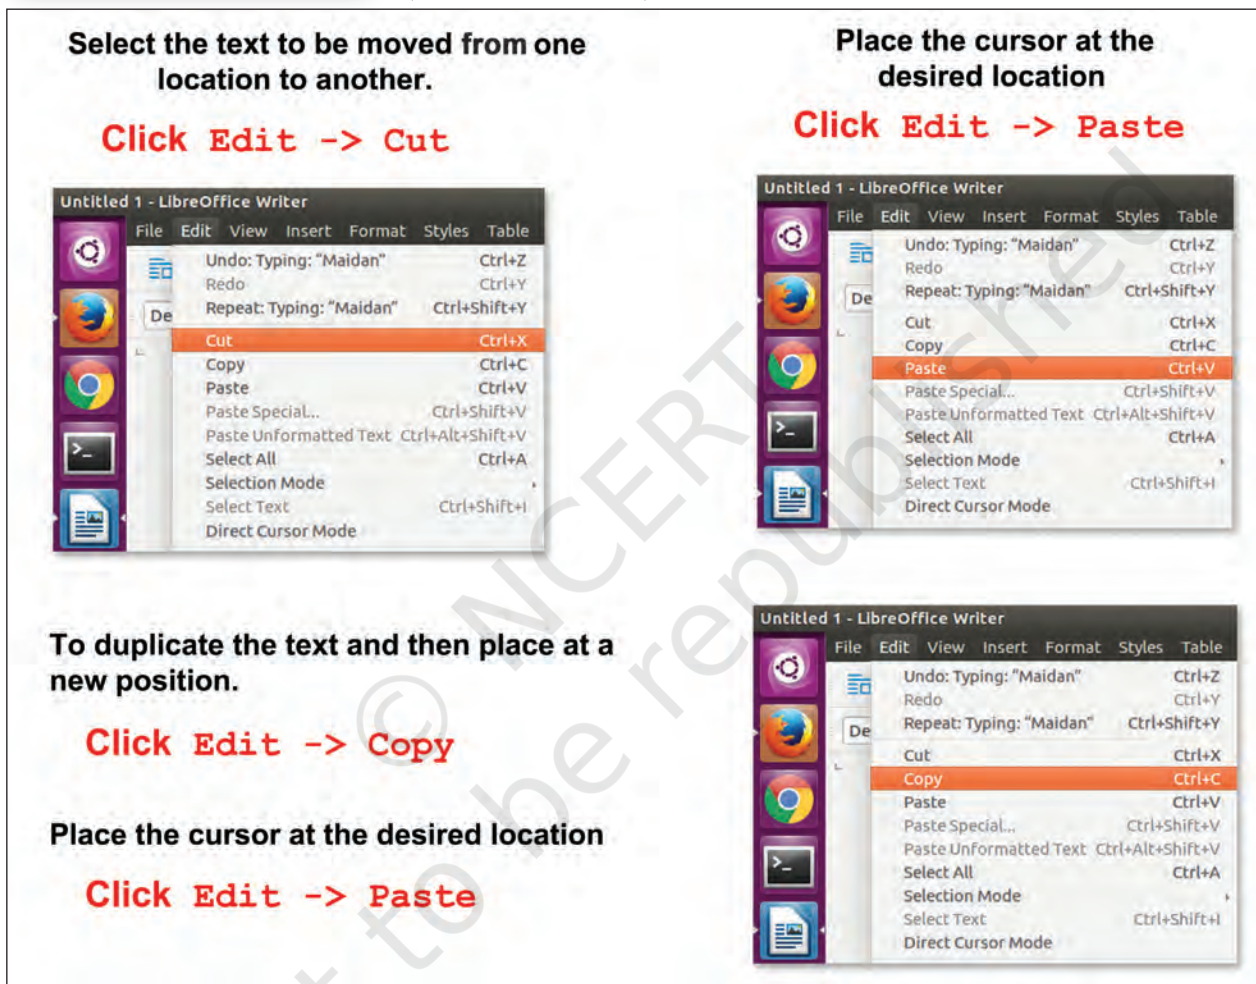 Select the text to be moved from one
location to another.
Click Edit -> Cut
Untitled 1 - LibreOffice Writer
File Edit View Insert Format Styles Table
Undo: Typing: “Maidan” Ctrl+Z
Redo Ctrl+Y
Repeat: Typing: “Maidan” Ctrl+Shift+Y
De
Cut Ctrl+X
Copy Ctrl+C
Paste Ctrl+V
Paste Special... Ctrl+Shift+V
Paste Unformatted Text Ctrl+Alt+Shift+V
Select All Ctrl+A
Selection Mode
Select Text Ctrl+Shift+I
Direct Cursor Mode
Place the cursor at the
desired location
Click Edit -> Paste
Untitled 1 - LibreOffice Writer
File Edit View Insert Format Styles Table
Undo: Typing: “Maidan” Ctrl+Z
Redo Ctrl+Y
Repeat: Typing: “Maidan” Ctrl+Shift+Y
De
Cut Ctrl+X
Copy Ctrl+C
Paste Ctrl+V
Paste Special... Ctrl+Shift+V
Paste Unformatted Text Ctrl+Alt+Shift+V
Select All Ctrl+A
Selection Mode
Select Text Ctrl+Shift+I
Direct Cursor Mode
To duplicate the text and then place at a
new position.
Click Edit -> Copy
Place the cursor at the desired location
Click Edit -> Paste
Untitled 1 - LibreOffice Writer
File Edit View Insert Format Styles Table
Undo: Typing: “Maidan” Ctrl+Z
Redo Ctrl+Y
Repeat: Typing: “Maidan” Ctrl+Shift+Y
De
Cut Ctrl+X
Copy Ctrl+C
Paste Ctrl+V
Paste Special... Ctrl+Shift+V
Paste Unformatted Text Ctrl+Alt+Shift+V
Select All Ctrl+A
Selection Mode
Select Text Ctrl+Shift+I
Direct Cursor Mode
© NCERT
to be republished